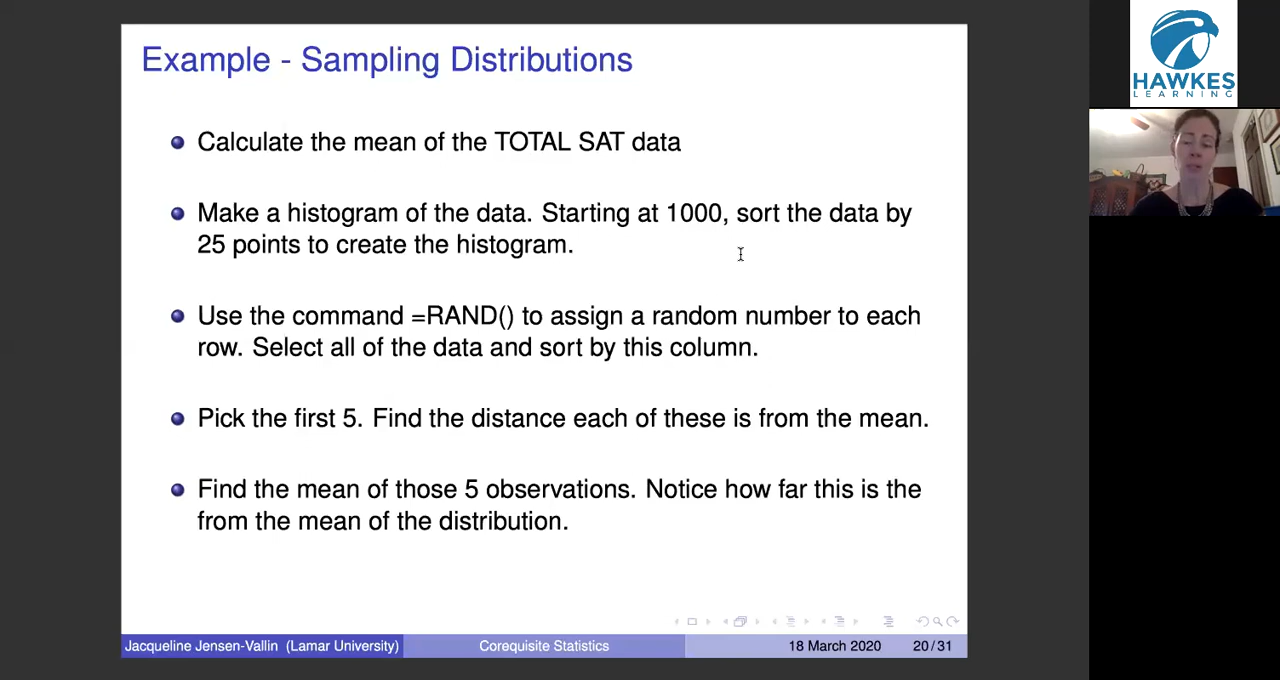 Example - Sampling Distributions
Calculate the mean of the TOTAL SAT data
Make a histogram of the data. Starting at 1000, sort the data by
25 points to create the histogram.
Use the command =RAND() to assign a random number to each
row. Select all of the data and sort by this column.
Pick the first 5. Find the distance each of these is from the mean.
Find the mean of those 5 observations. Notice how far this is the
from the mean of the distribution.
Jacqueline Jensen-Vallin (Lamar University)
Corequisite Statistics
18 March 2020
20/31
HAWKES
LEARNING